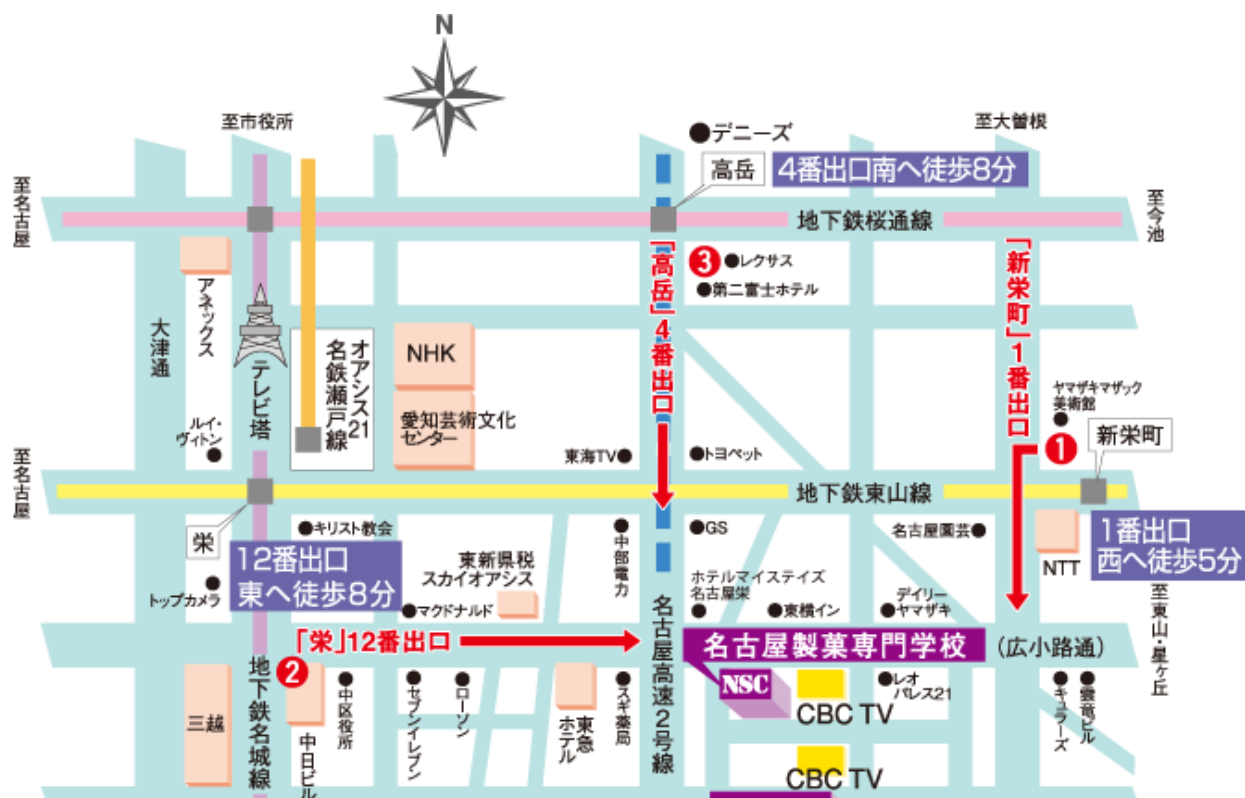 N
至市役所
至大曽根
デニーズ
高岳
4番出口南へ徒歩8分
至名古屋
至今池
地下鉄桜通線
アネックス
大津通
テレビ塔
オアシス21
名鉄瀬戸線
NHK
愛知芸術文化
センター
「高岳」4番出口
3
レクサス
第二富士ホテル
「新栄町」1番出口
ヤマザキマザック
美術館
1
新栄町
ルイ・
ヴィトン
東海TV
トヨペット
至名古屋
地下鉄東山線
栄
キリスト教会
12番出口
東へ徒歩8分
トップカメラ
東新県税
スカイオアシス
マクドナルド
中部電力
GS
名古屋園芸
NTT
1番出口
西へ徒歩5分
至東山・星ヶ丘
ホテルマイステイズ
名古屋栄
東横イン
デイリー
ヤマザキ
「栄」12番出口
名古屋高速2号線
名古屋製菓専門学校
(広小路通)
NSC
CBC TV
レオ
パレス21
キュラーズ
雲竜ビル
三越
地下鉄名城線
2
中日ビル
中区役所
セブンイレブン
ローソン
東急
ホテル
スギ薬局
CBC TV